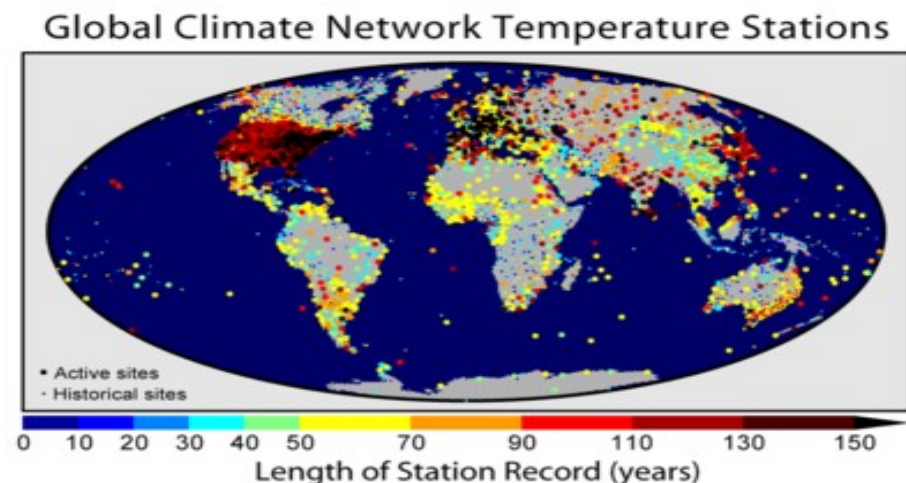 Global Climate Network Temperature Stations
• Active sites
· Historical sites
0 10 20 30 40 50 70 90 110 130 150
Length of Station Record (years)